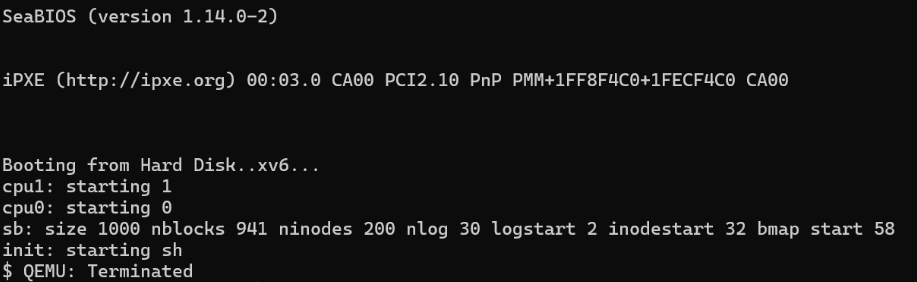 SeaBIOS (version 1.14.0-2)
iPXE (http://ipxe.org) 00:03.0 CA00 PCI2.10 PnP PMM+1FF8F4C0+1FECF4C0 CA00
Booting from Hard Disk..xv6...
cpu1: starting 1
cpu0: starting 0
sb: size 1000 nblocks 941 ninodes 200 nlog 30 logstart 2 inodestart 32 bmap start 58
init: starting sh
$ QEMU: Terminated